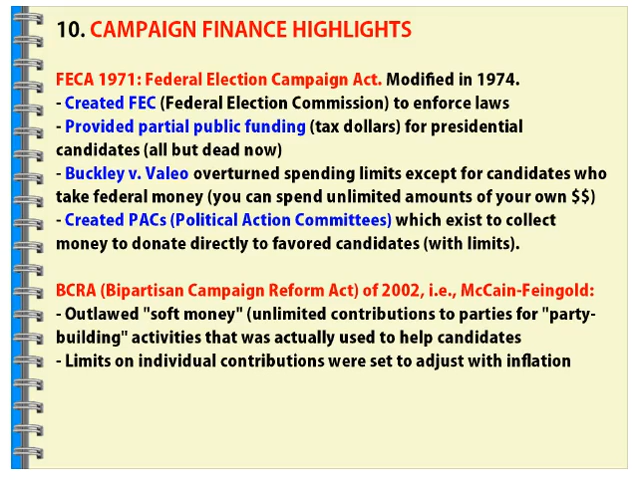 10. CAMPAIGN FINANCE HIGHLIGHTS
FECA 1971: Federal Election Campaign Act. Modified in 1974.
- Created FEC (Federal Election Commission) to enforce laws
- Provided partial public funding (tax dollars) for presidential
candidates (all but dead now)
- Buckley v. Valeo overturned spending limits except for candidates who
take federal money (you can spend unlimited amounts of your own $$)
- Created PACs (Political Action Committees) which exist to collect
money to donate directly to favored candidates (with limits).
BCRA (Bipartisan Campaign Reform Act) of 2002, i.e., McCain-Feingold:
- Outlawed "soft money" (unlimited contributions to parties for "party-
building" activities that was actually used to help candidates
- Limits on individual contributions were set to adjust with inflation